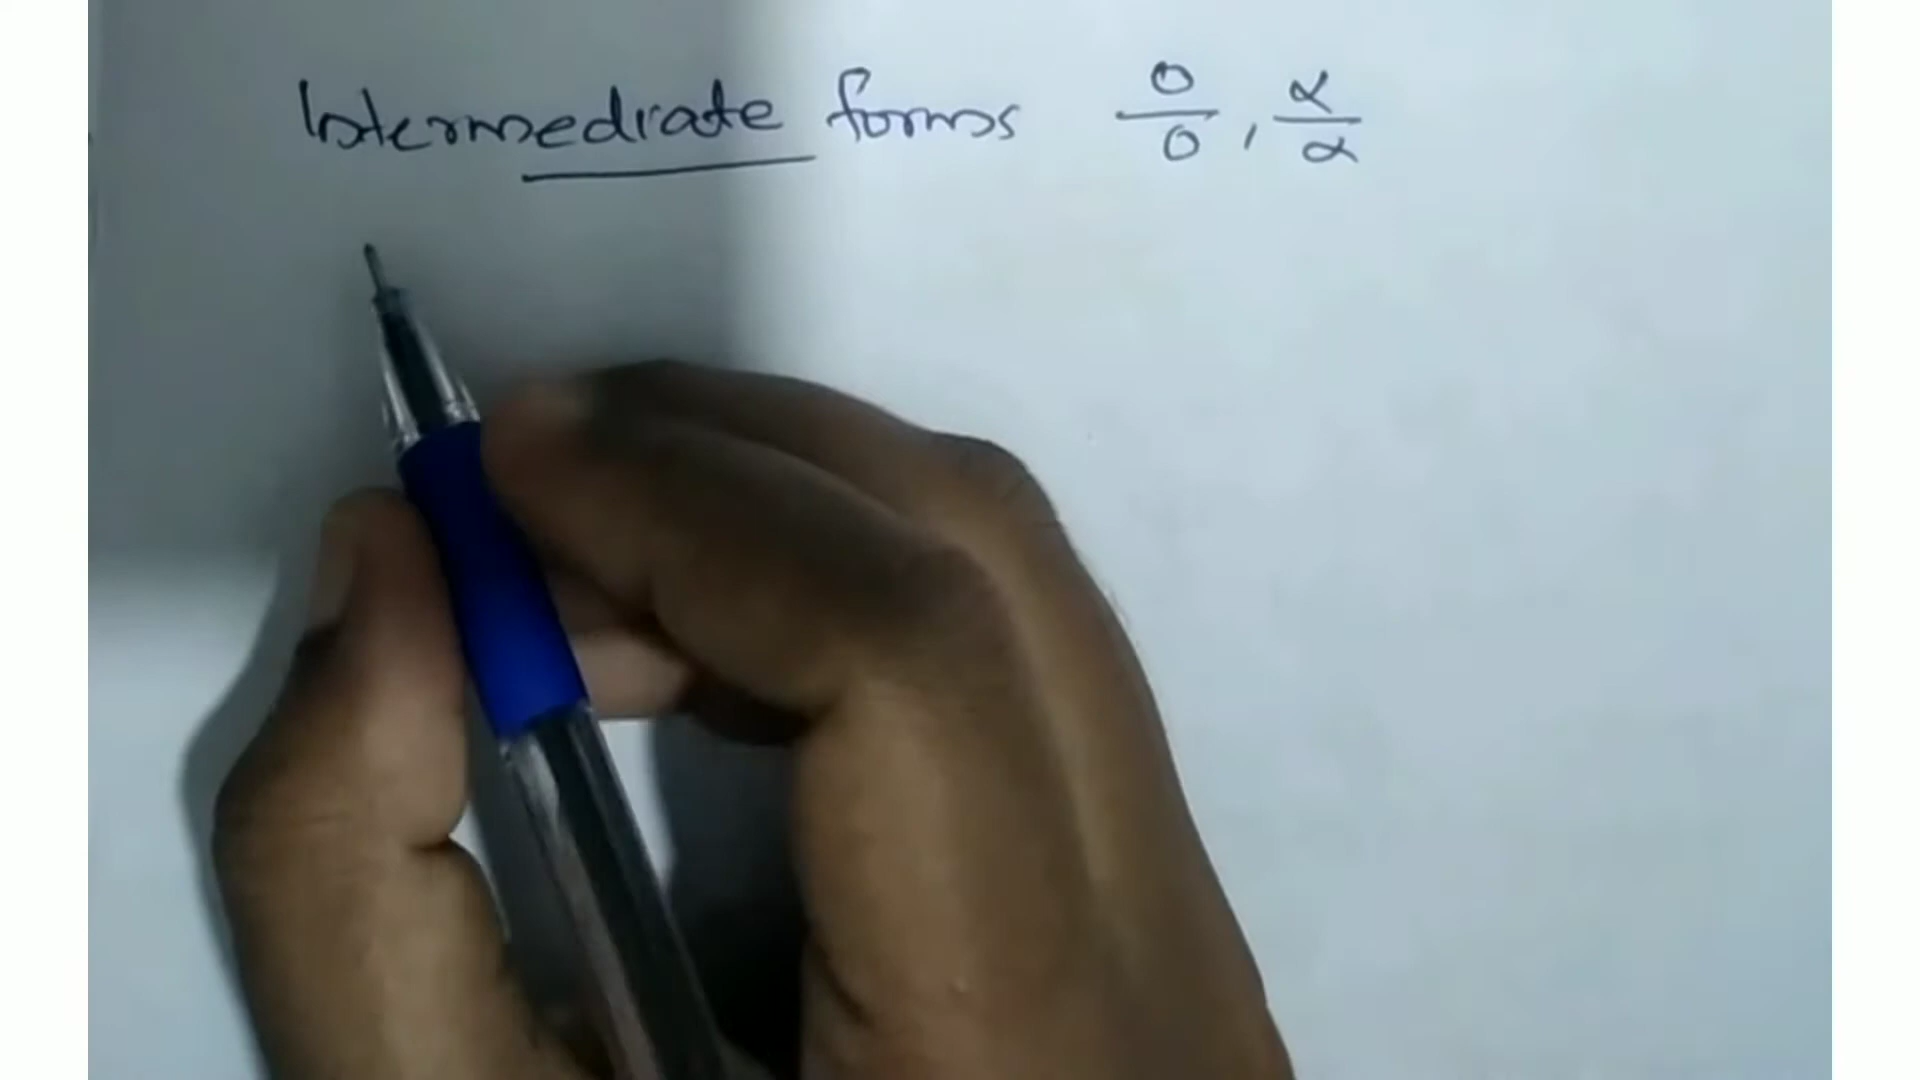 Intermediate forms 0/0, α/α